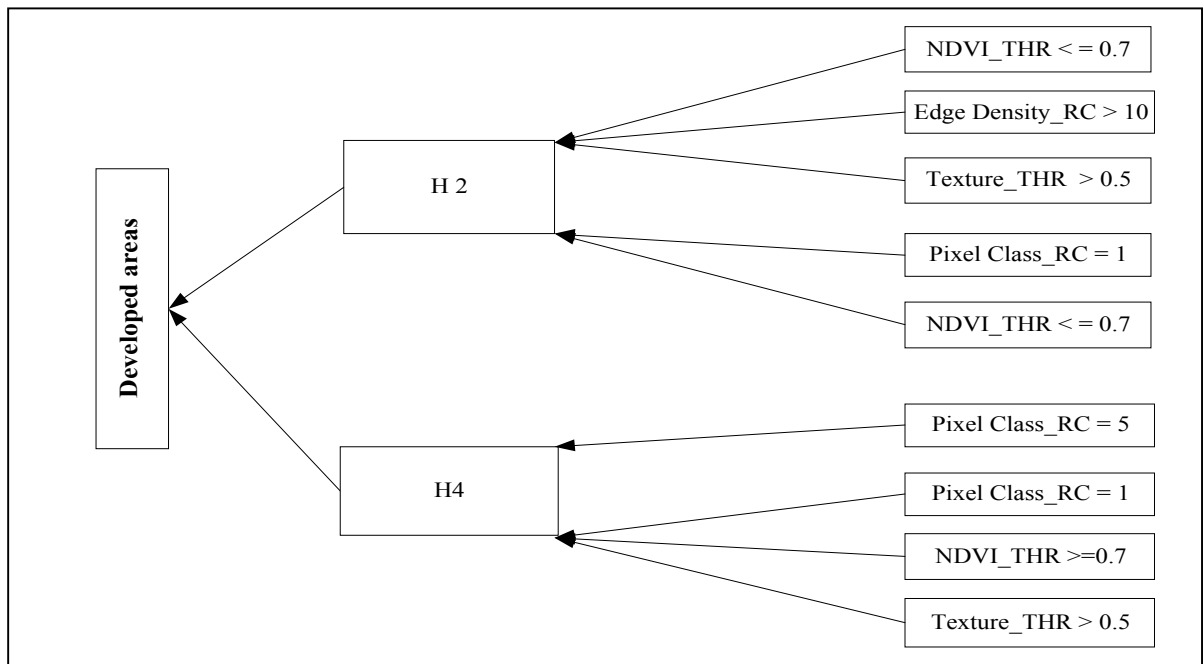 Developed areas
H 2
NDVI_THR < = 0.7
Edge Density_RC > 10
Texture_THR > 0.5
Pixel Class_RC = 1
NDVI_THR < = 0.7
H4
Pixel Class_RC = 5
Pixel Class_RC = 1
NDVI_THR >=0.7
Texture_THR > 0.5